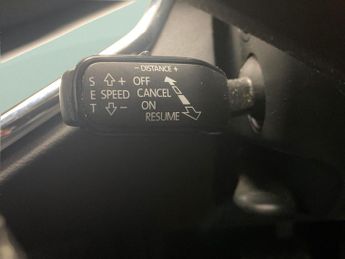 - DISTANCE +
S + OFF
E SPEED CANCEL
T - ON
RESUME